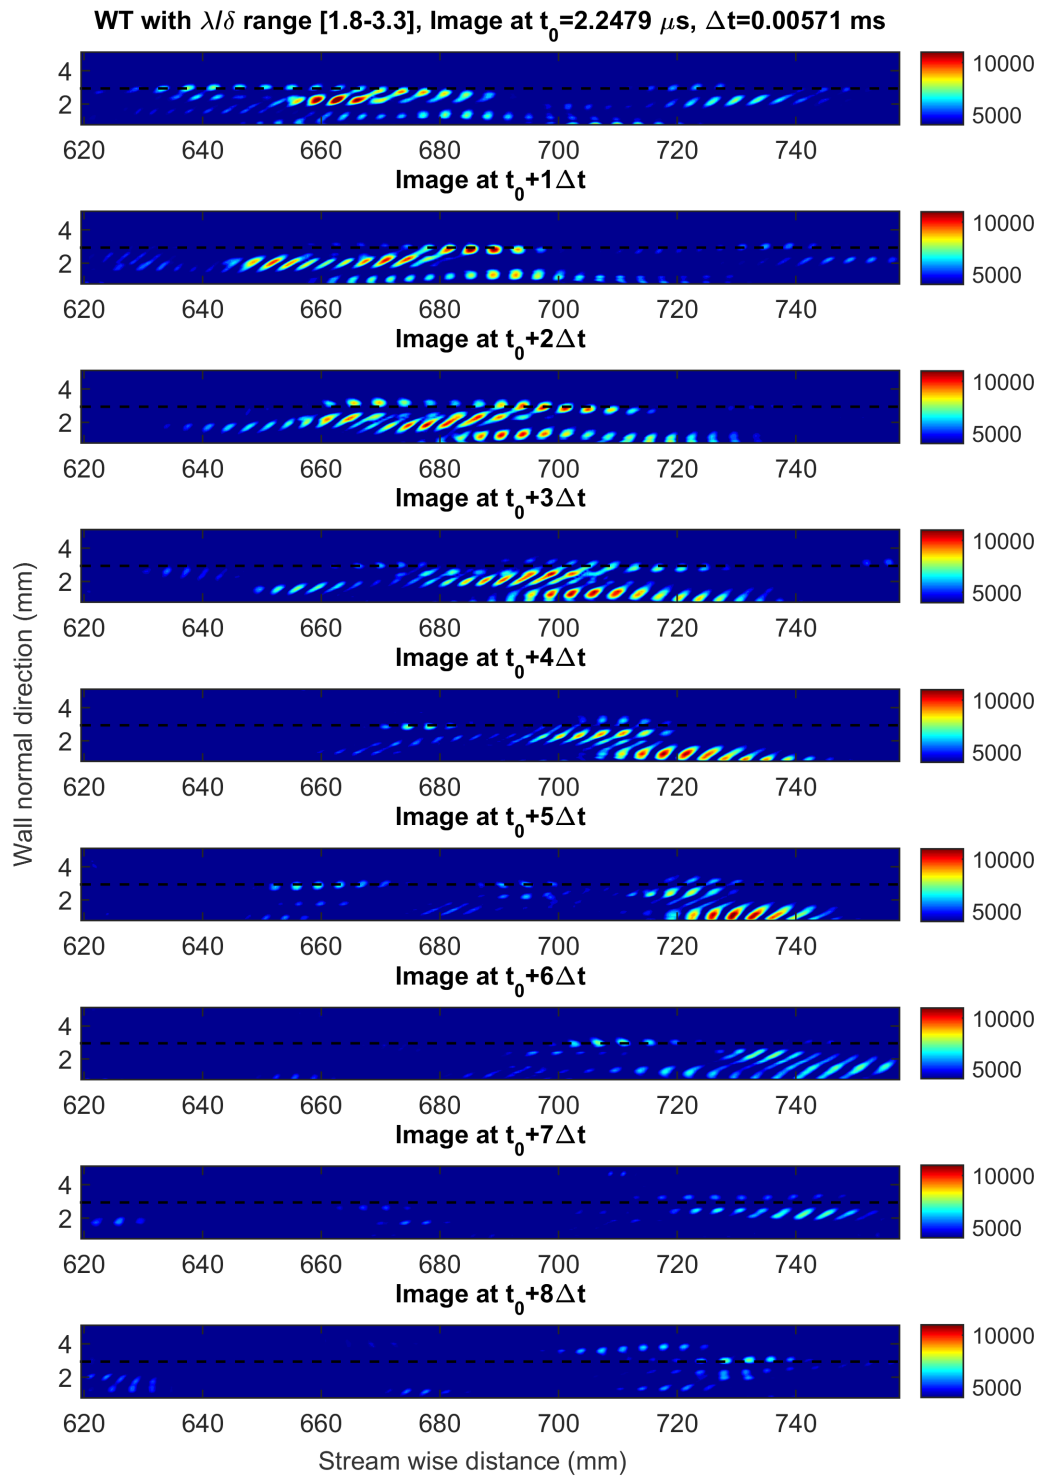 WT with λ/δ range [1.8-3.3], Image at t0=2.2479 μs, Δt=0.00571 ms
4
2
10000
5000
620 640 660 680 700 720 740
Image at t0+1Δt
4
2
10000
5000
620 640 660 680 700 720 740
Image at t0+2Δt
4
2
10000
5000
620 640 660 680 700 720 740
Image at t0+3Δt
4
2
10000
5000
620 640 660 680 700 720 740
Image at t0+4Δt
4
2
10000
5000
620 640 660 680 700 720 740
Image at t0+5Δt
4
2
10000
5000
620 640 660 680 700 720 740
Image at t0+6Δt
4
2
10000
5000
620 640 660 680 700 720 740
Image at t0+7Δt
4
2
10000
5000
620 640 660 680 700 720 740
Image at t0+8Δt
4
2
10000
5000
620 640 660 680 700 720 740
Stream wise distance (mm)
Wall normal direction (mm)